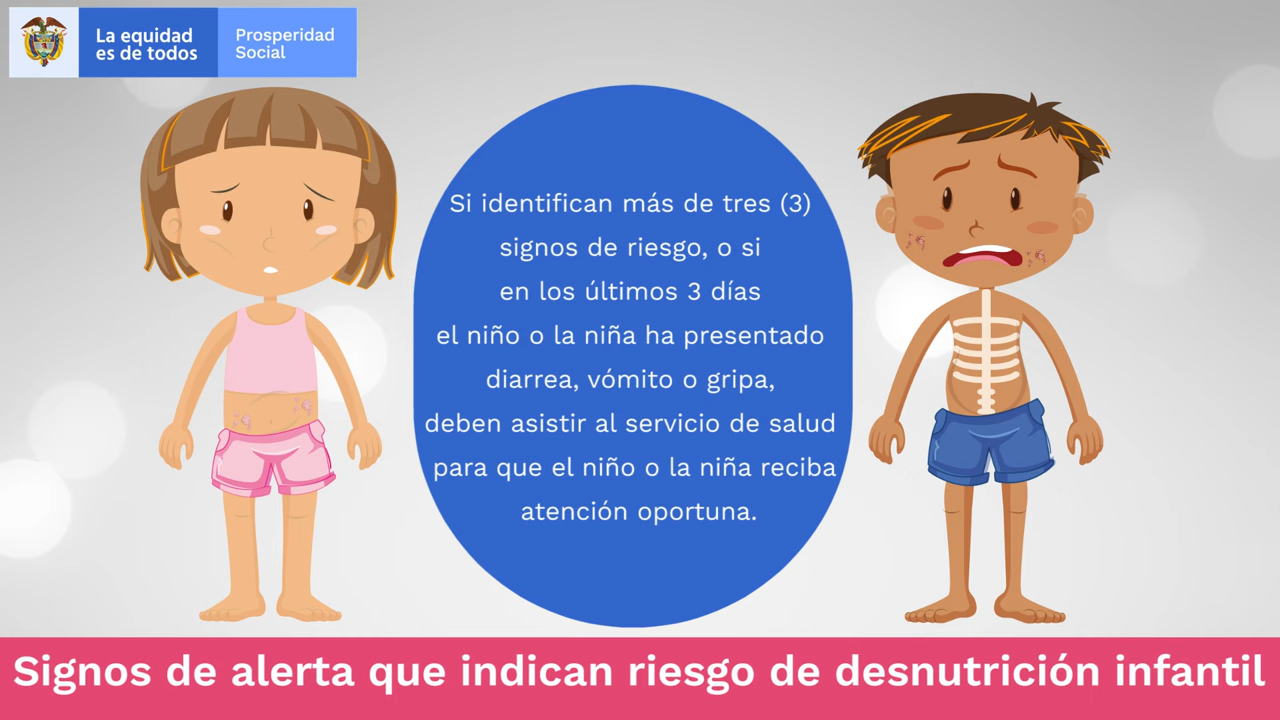 La equidad
es de todos
Prosperidad
Social
Si identifican más de tres (3)
signos de riesgo, o si
en los últimos 3 días
el niño o la niña ha presentado
diarrea, vómito o gripa,
deben asistir al servicio de salud
para que el niño o la niña reciba
atención oportuna.
Signos de alerta que indican riesgo de desnutrición infantil